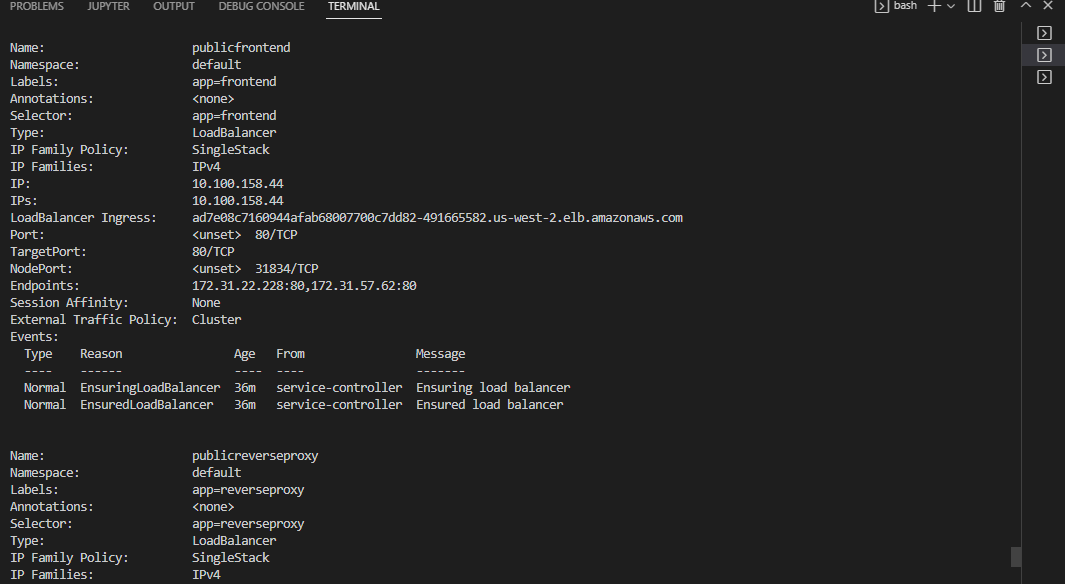 PROBLEMS JUPYTER OUTPUT DEBUG CONSOLE TERMINAL bash
Name: publicfrontend
Namespace: default
Labels: app=frontend
Annotations: <none>
Selector: app=frontend
Type: LoadBalancer
IP Family Policy: SingleStack
IP Families: IPv4
IP: 10.100.158.44
IPs: 10.100.158.44
LoadBalancer Ingress: ad7e08c7160944afab68007700c7dd82-491665582.us-west-2.elb.amazonaws.com
Port: <unset> 80/TCP
TargetPort: 80/TCP
NodePort: <unset> 31834/TCP
Endpoints: 172.31.22.228:80,172.31.57.62:80
Session Affinity: None
External Traffic Policy: Cluster
Events:
Type Reason Age From Message
---- ------ ---- ---- -------
Normal EnsuringLoadBalancer 36m service-controller Ensuring load balancer
Normal EnsuredLoadBalancer 36m service-controller Ensured load balancer
Name: publicreverseproxy
Namespace: default
Labels: app=reverseproxy
Annotations: <none>
Selector: app=reverseproxy
Type: LoadBalancer
IP Family Policy: SingleStack
IP Families: IPv4